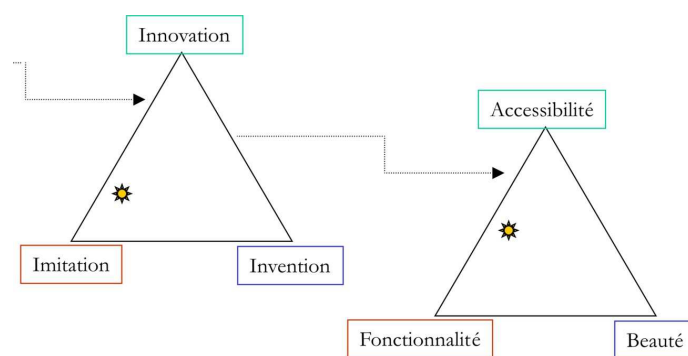 Innovation
Imitation
Invention
Accessibilité
Fonctionnalité
Beauté